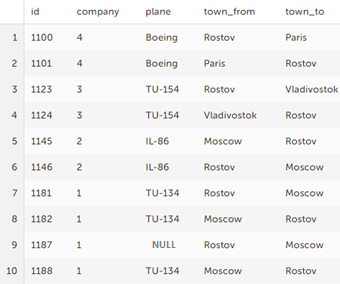 id company plane town_from town_to
1 1100 4 Boeing Rostov Paris
2 1101 4 Boeing Paris Rostov
3 1123 3 TU-154 Rostov Vladivostok
4 1124 3 TU-154 Vladivostok Rostov
5 1145 2 IL-86 Moscow Rostov
6 1146 2 IL-86 Rostov Moscow
7 1181 1 TU-134 Rostov Moscow
8 1182 1 TU-134 Moscow Rostov
9 1187 1 NULL Rostov Moscow
10 1188 1 TU-134 Moscow Rostov